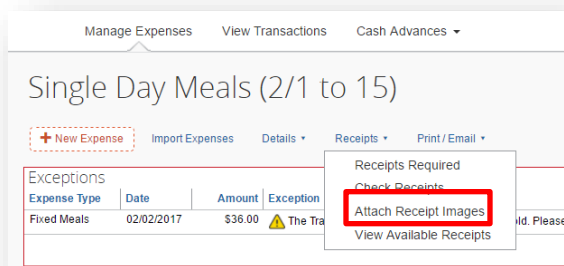 Manage Expenses View Transactions Cash Advances
Single Day Meals (2/1 to 15)
+ New Expense Import Expenses Details Receipts Print / Email
Receipts Required
Check Receipts
Attach Receipt Images
View Available Receipts
Exceptions
Expense Type Date Amount Exception
Fixed Meals 02/02/2017 $36.00 The Tra ld. Please